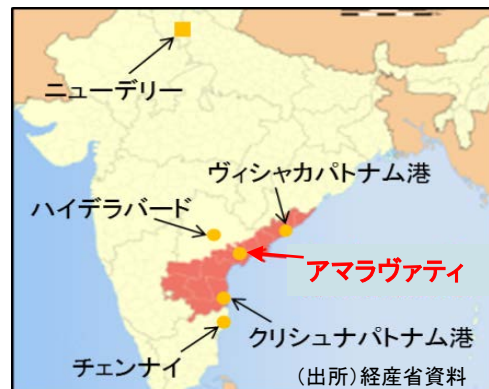 ニューデリー
ヴィシャカパトナム港
ハイデラバード
アマラヴァティ
クリシュナパトナム港
チェンナイ
(出所)経産省資料